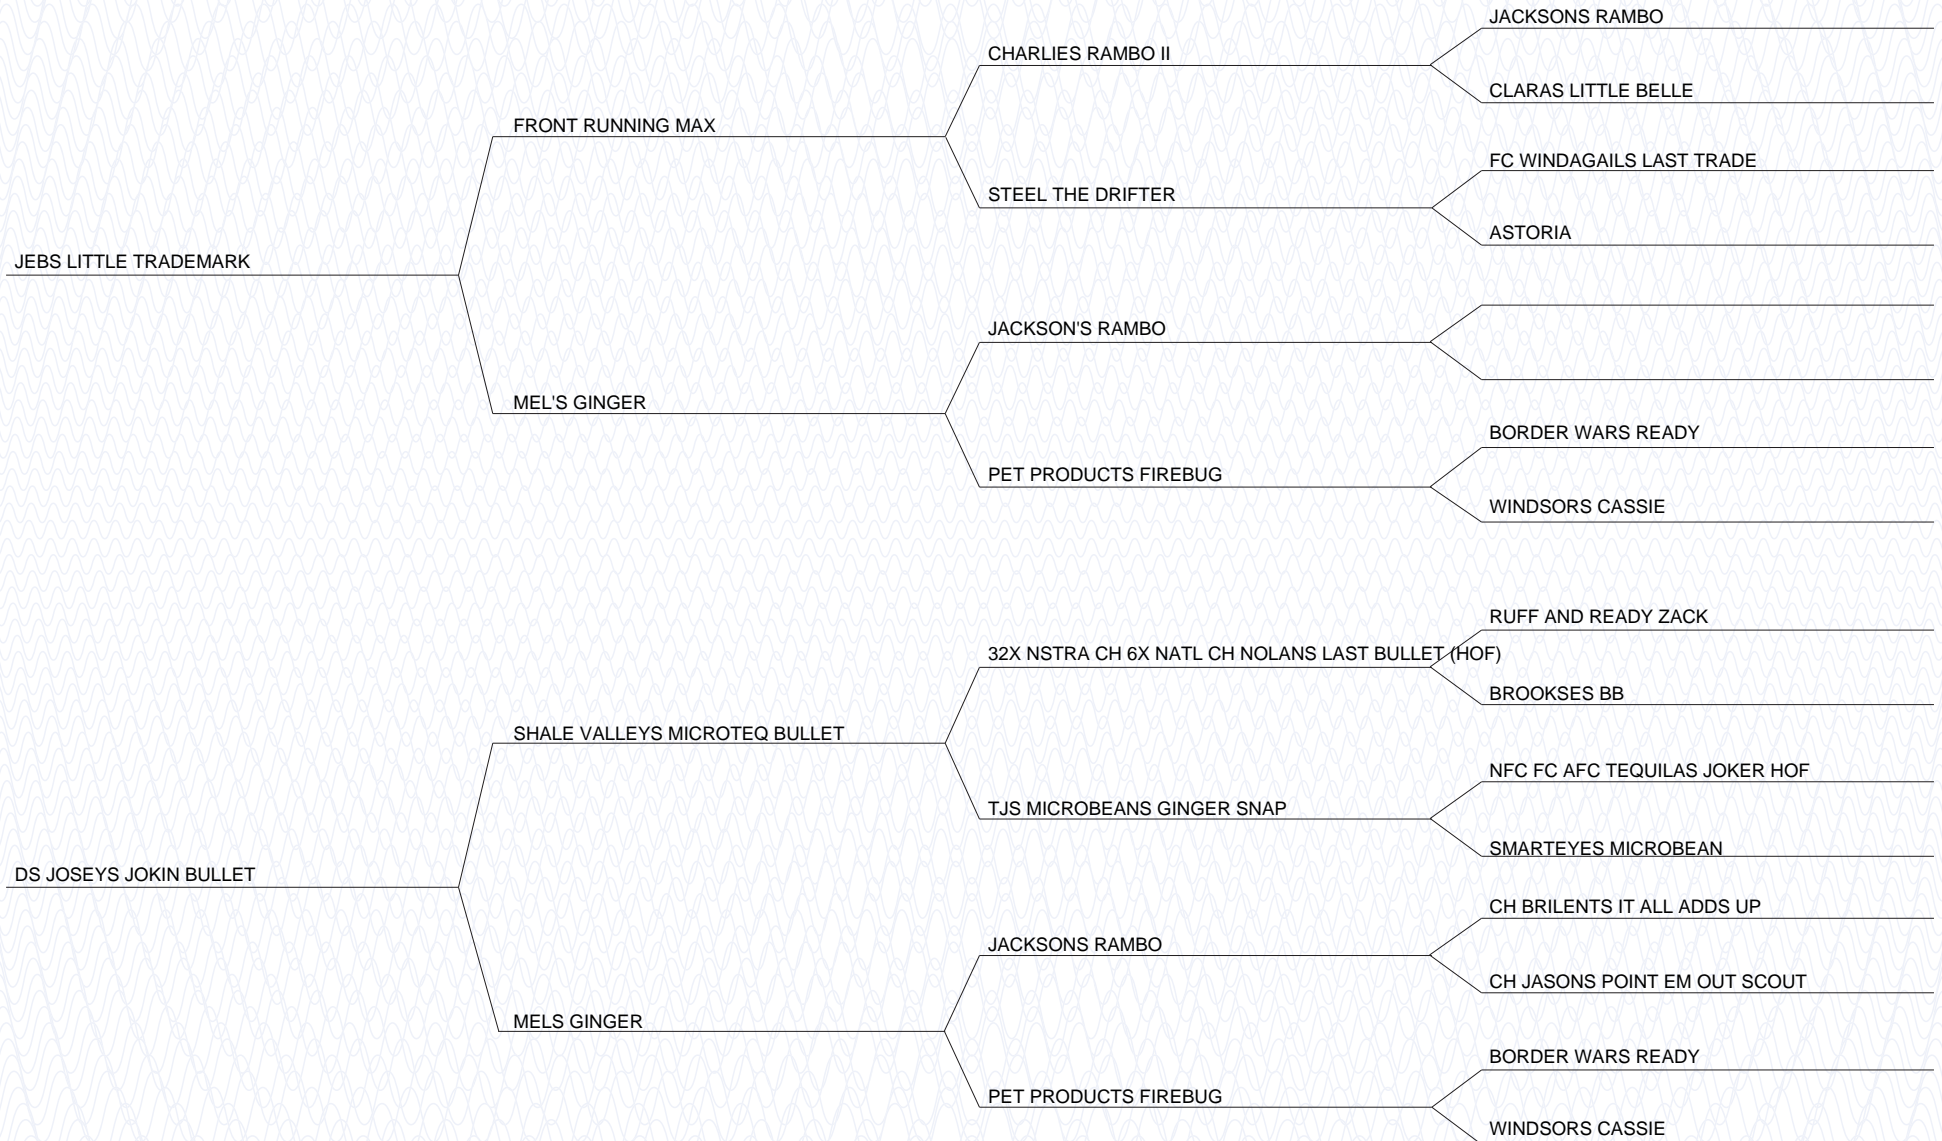 JACKSONS RAMBO
CHARLIES RAMBO II
CLARAS LITTLE BELLE
FRONT RUNNING MAX
FC WINDAGAILS LAST TRADE
STEEL THE DRIFTER
ASTORIA
JEBS LITTLE TRADEMARK
JACKSON'S RAMBO
MEL'S GINGER
BORDER WARS READY
PET PRODUCTS FIREBUG
WINDSORS CASSIE
RUFF AND READY ZACK
32X NSTRA CH 6X NATL CH NOLANS LAST BULLET (HOF)
BROOKSES BB
SHALE VALLEYS MICROTEQ BULLET
NFC FC AFC TEQUILAS JOKER HOF
TJS MICROBEANS GINGER SNAP
SMARTEYES MICROBEAN
DS JOSEYS JOKIN BULLET
CH BRILENTS IT ALL ADDS UP
JACKSONS RAMBO
CH JASONS POINT EM OUT SCOUT
MELS GINGER
BORDER WARS READY
PET PRODUCTS FIREBUG
WINDSORS CASSIE